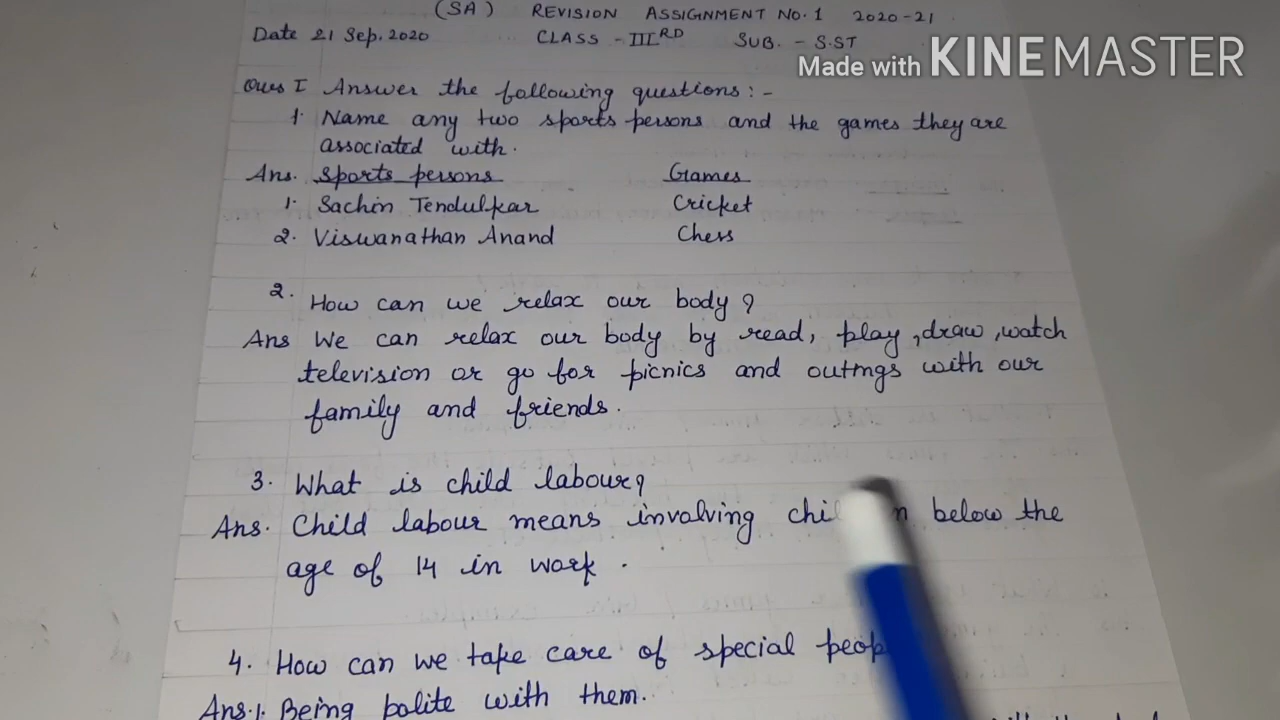 (SA) REVISION ASSIGNMENT NO.1 2020-21
Date 21 Sep. 2020 CLASS - IIIRD SUB. - S.ST
Made with KINEMASTER
Ques I Answer the following questions :-
1. Name any two sports persons and the games they are
associated with.
Ans. Sports persons Games
1. Sachin Tendulkar Cricket
2. Viswanathan Anand Chess
2. How can we relax our body?
Ans We can relax our body by read, play, draw, watch
television or go for picnics and outings with our
family and friends.
3. What is child labour?
Ans. Child labour means involving below the
age of 14 in work.
4. How can we take care of special
Ans.1. Being polite with them.